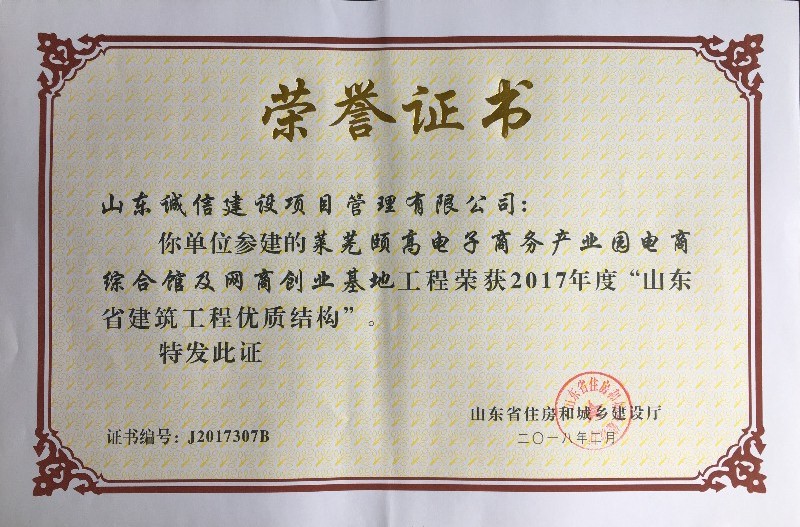 荣誉证书
山东诚信建设项目管理有限公司:
你单位参建的莱芜颐高电子商务产业园电商
综合馆及网商创业基地工程荣获2017年度“山东
省建筑工程优质结构”。
特发此证
山东省住房和城乡建设厅
证书编号:J2017307B
二〇一八年二月